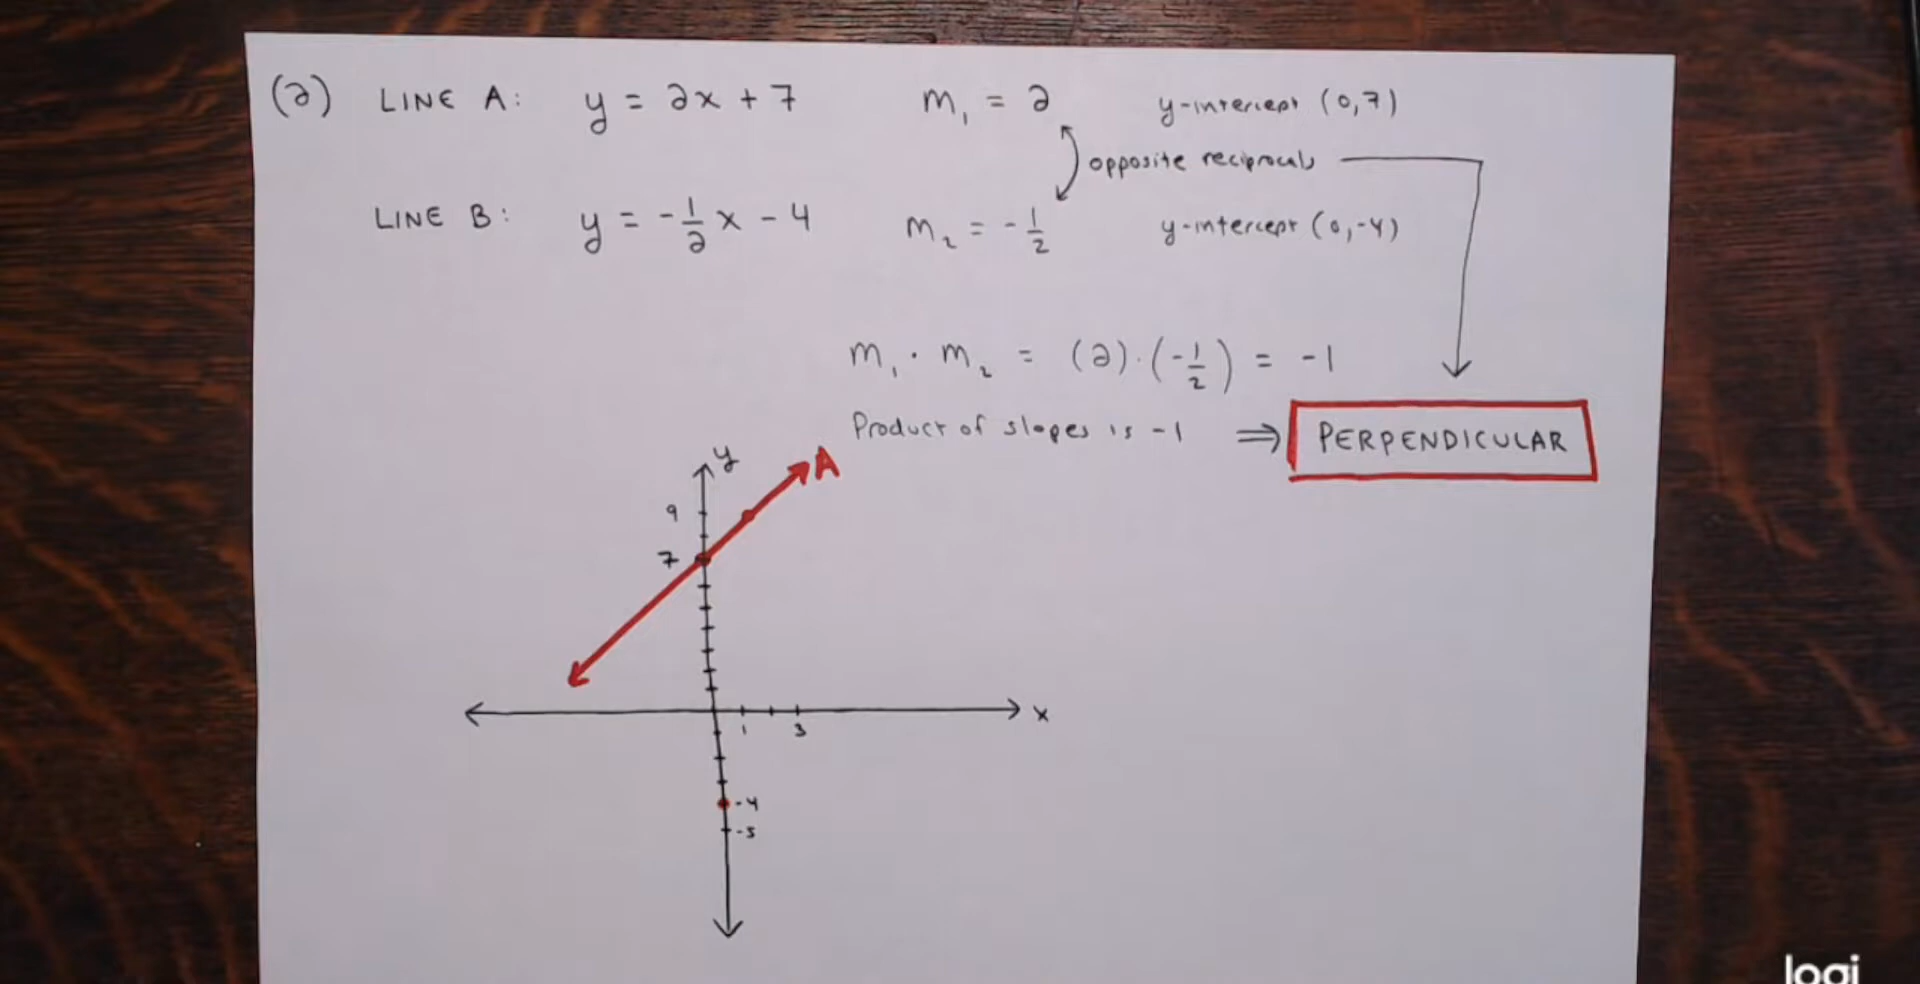 (2) LINE A: y = 2x + 7 m₁ = 2 y-intercept (0,7)
opposite reciprocals
LINE B: y = -1/2 x - 4 m₂ = -1/2 y-intercept (0,-4)
m₁ · m₂ = (2)·(-1/2) = -1
Product of slopes is -1 ⇒ PERPENDICULAR
y A
9
7
x
1 3
-4
-5
logi